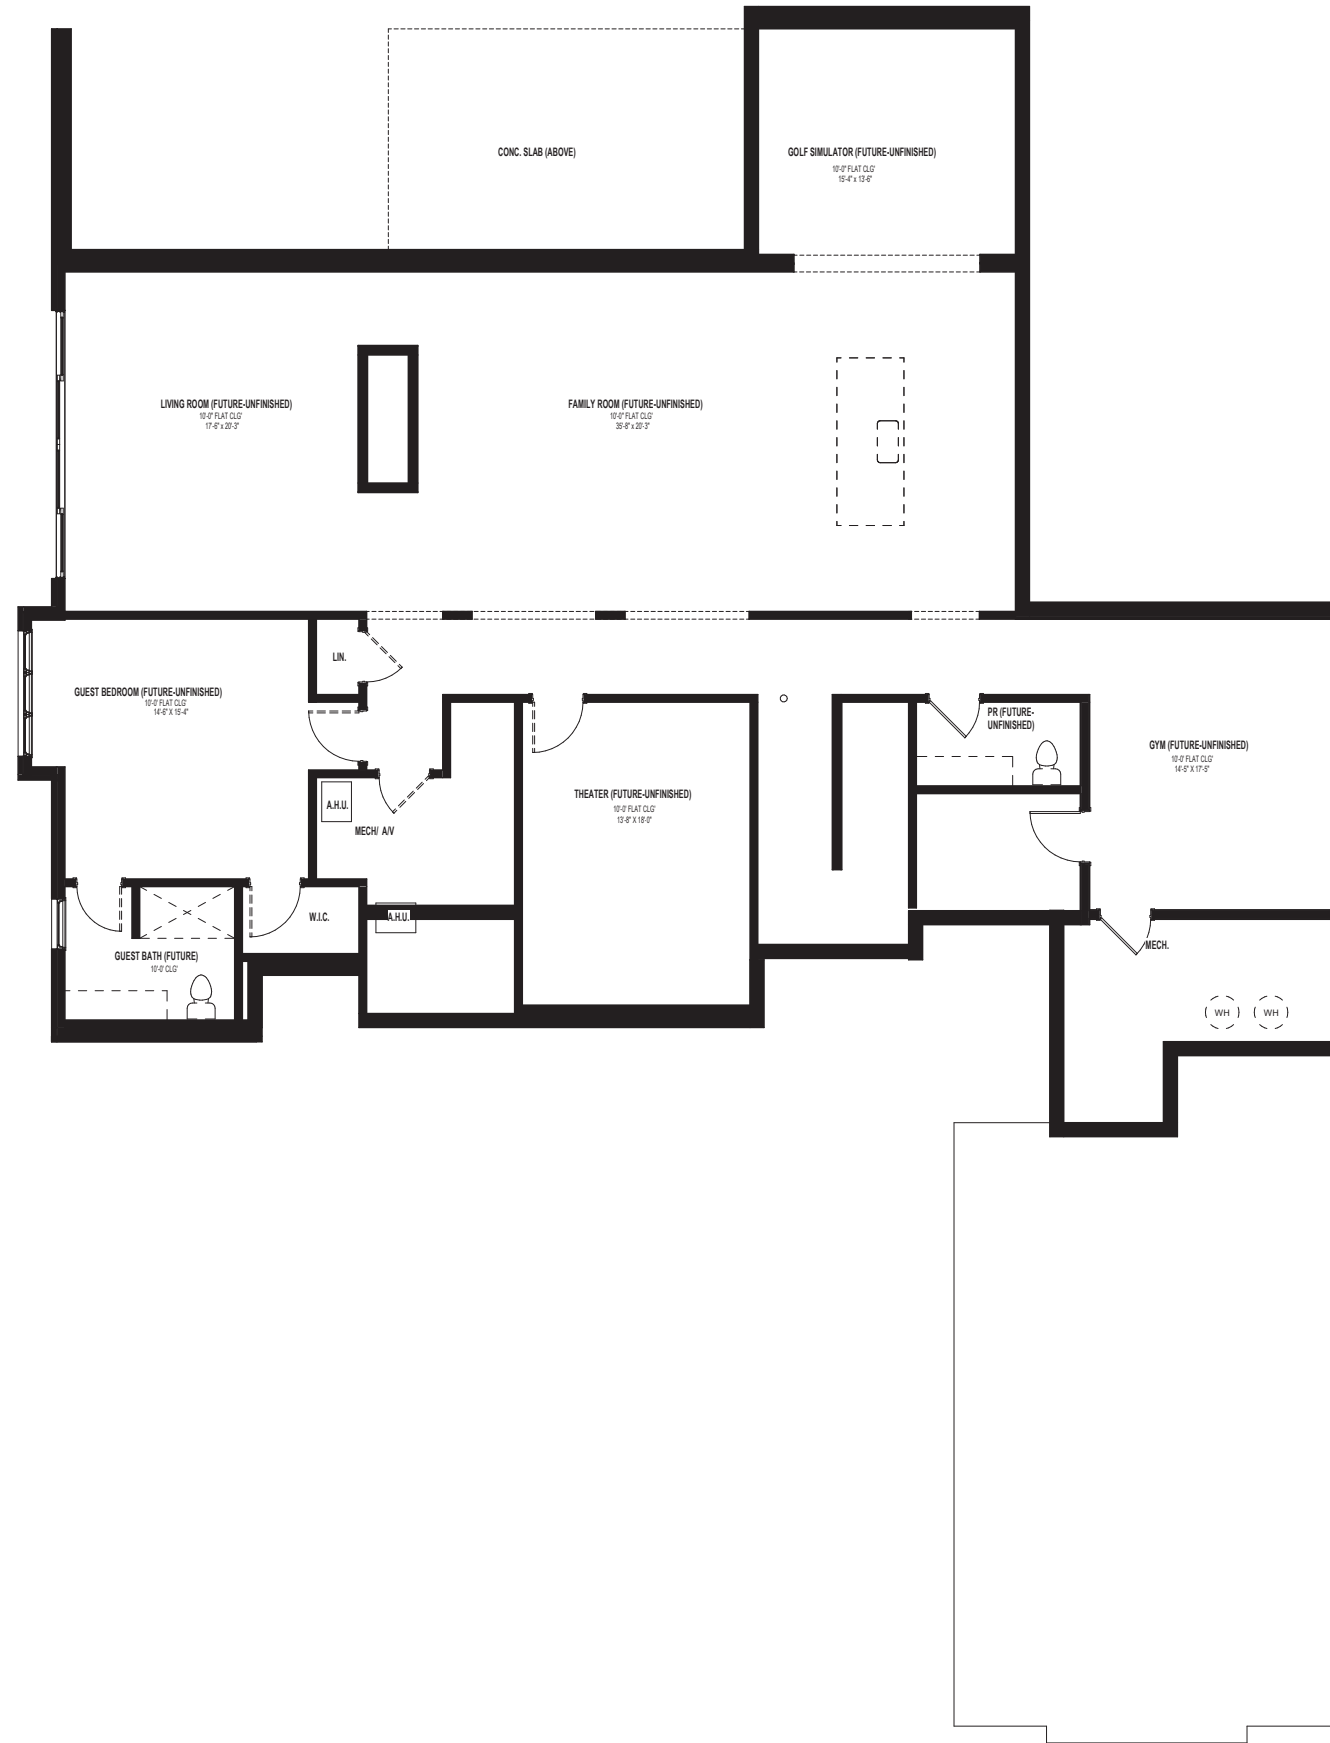 CONC. SLAB (ABOVE)
GOLF SIMULATOR (FUTURE-UNFINISHED)
10'-0" FLAT CLG'
15'-4" x 13'-6"
LIVING ROOM (FUTURE-UNFINISHED)
10'-0" FLAT CLG'
17'-6" x 20'-3"
FAMILY ROOM (FUTURE-UNFINISHED)
10'-0" FLAT CLG'
35'-8" x 20'-3"
LIN.
GUEST BEDROOM (FUTURE-UNFINISHED)
10'-0' FLAT CLG'
14'-6" X 15'-4"
PR (FUTURE-
UNFINISHED)
GYM (FUTURE-UNFINISHED)
10'-0' FLAT CLG'
14'-5" X 17'-5"
A.H.U.
MECH/ A/V
THEATER (FUTURE-UNFINISHED)
10'-0' FLAT CLG'
13'-8" X 18'-0"
W.I.C.
A.H.U.
GUEST BATH (FUTURE)
10'-0' CLG'
MECH.
WH
WH